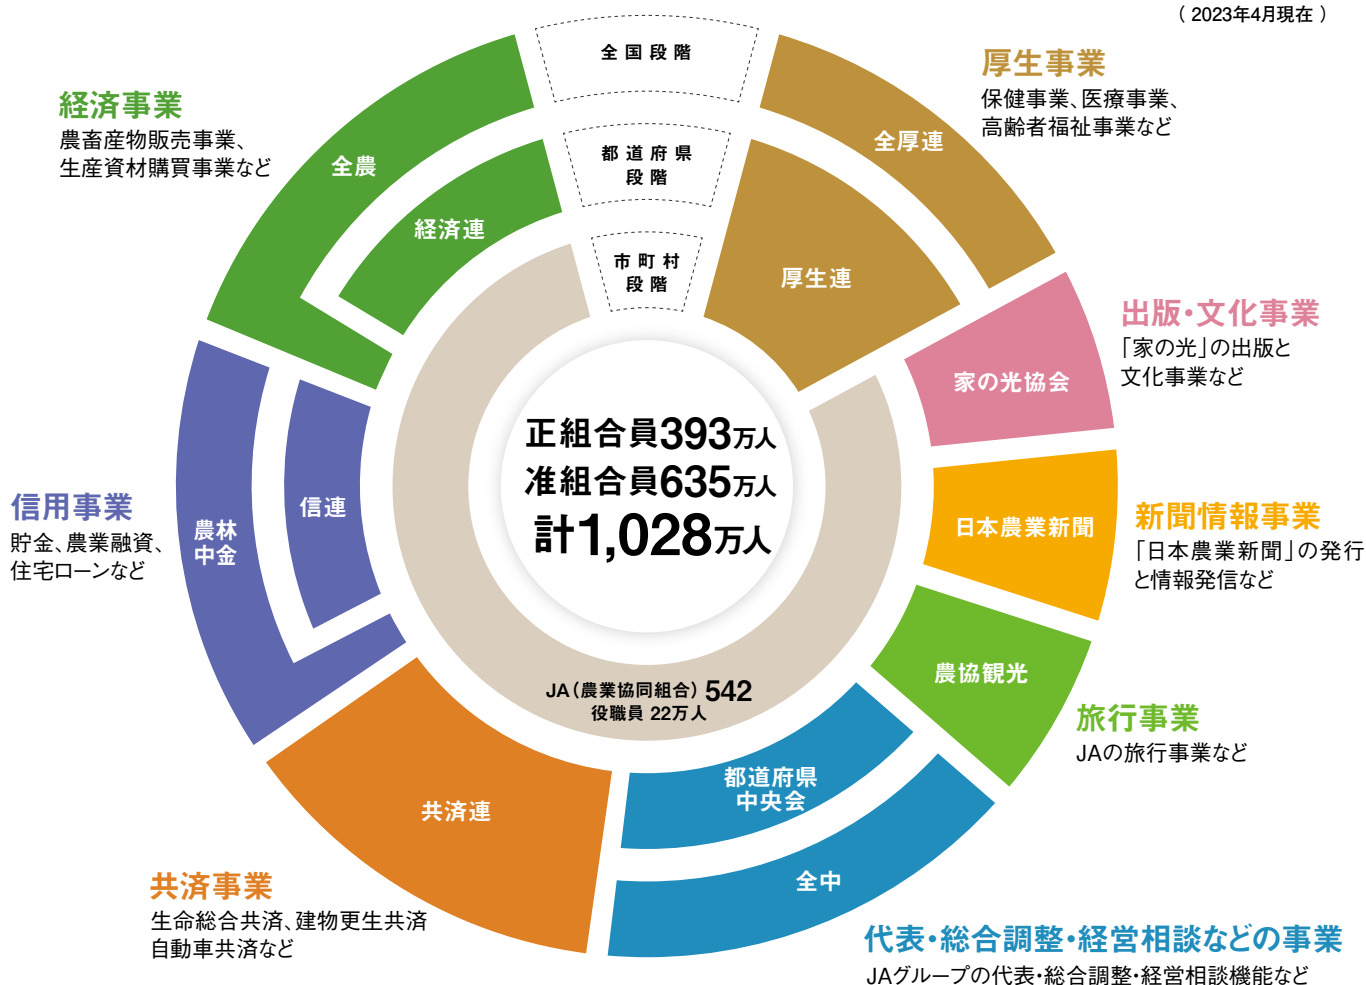 ( 2023年4月現在 )
全国段階
都道府県
段階
市町村
段階
経済事業
農畜産物販売事業、
生産資材購買事業など
全農
経済連
厚生事業
保健事業、医療事業、
高齢者福祉事業など
全厚連
厚生連
出版・文化事業
「家の光」の出版と
文化事業など
家の光協会
正組合員393万人
准組合員635万人
計1,028万人
信用事業
貯金、農業融資、
住宅ローンなど
農林
中金
信連
日本農業新聞
新聞情報事業
「日本農業新聞」の発行
と情報発信など
農協観光
旅行事業
JAの旅行事業など
JA(農業協同組合) 542
役職員 22万人
都道府県
中央会
全中
共済連
共済事業
生命総合共済、建物更生共済
自動車共済など
代表・総合調整・経営相談などの事業
JAグループの代表・総合調整・経営相談機能など